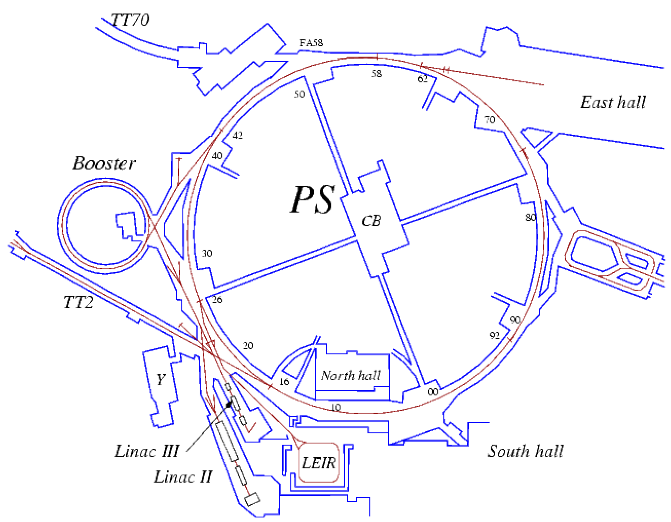 TT70
FA58
58
62
50
East hall
70
42
40
Booster
PS
CB
80
30
TT2
26
90
92
20
Y
16
North hall
00
10
Linac III
Linac II
LEIR
South hall